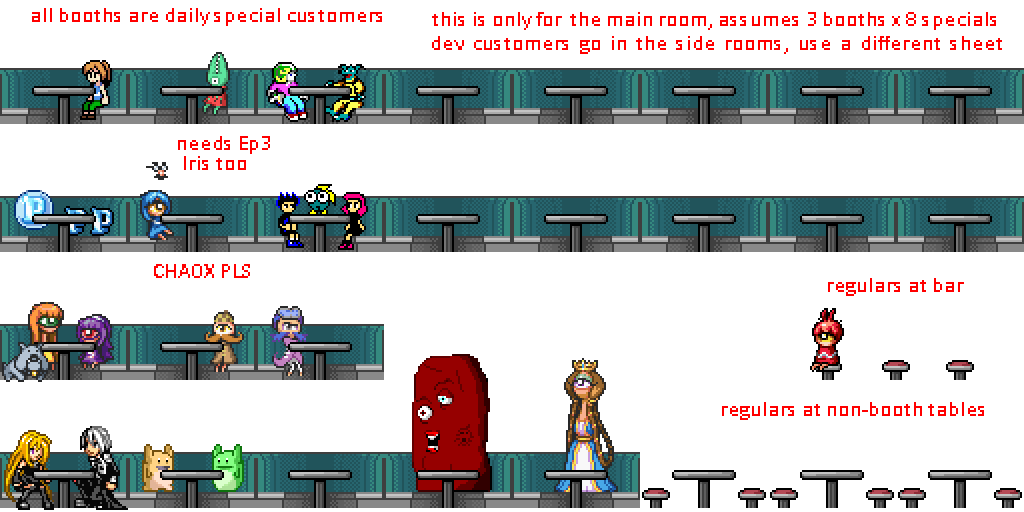 all booths are daily special customers
this is only for the main room, assumes 3 booths x 8 specials
dev customers go in the side rooms, use a different sheet
needs Ep3
Iris too
P
P P
CHAOX PLS
regulars at bar
regulars at non-booth tables